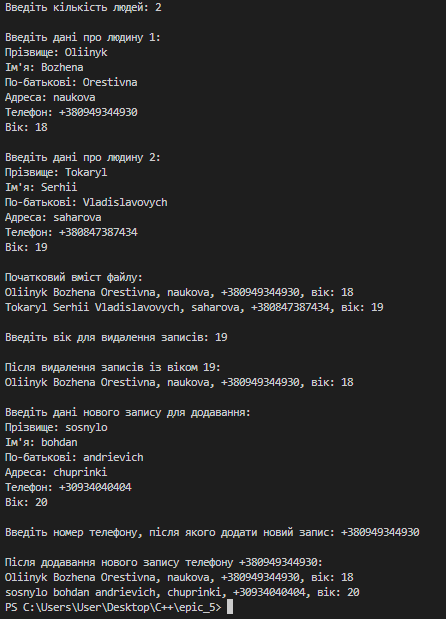 Введіть кількість людей: 2
Введіть дані про людину 1:
Прізвище: Oliinyk
Ім'я: Bozhena
По-батькові: Orestivna
Адреса: naukova
Телефон: +380949344930
Вік: 18
Введіть дані про людину 2:
Прізвище: Tokaryl
Ім'я: Serhii
По-батькові: Vladislavovych
Адреса: saharova
Телефон: +380847387434
Вік: 19
Початковий вміст файлу:
Oliinyk Bozhena Orestivna, naukova, +380949344930, вік: 18
Tokaryl Serhii Vladislavovych, saharova, +380847387434, вік: 19
Введіть вік для видалення записів: 19
Після видалення записів із віком 19:
Oliinyk Bozhena Orestivna, naukova, +380949344930, вік: 18
Введіть дані нового запису для додавання:
Прізвище: sosnylo
Ім'я: bohdan
По-батькові: andrievich
Адреса: chuprinki
Телефон: +30934040404
Вік: 20
Введіть номер телефону, після якого додати новий запис: +380949344930
Після додавання нового запису телефону +380949344930:
Oliinyk Bozhena Orestivna, naukova, +380949344930, вік: 18
sosnylo bohdan andrievich, chuprinki, +30934040404, вік: 20
PS C:\Users\User\Desktop\C++\epic_5>